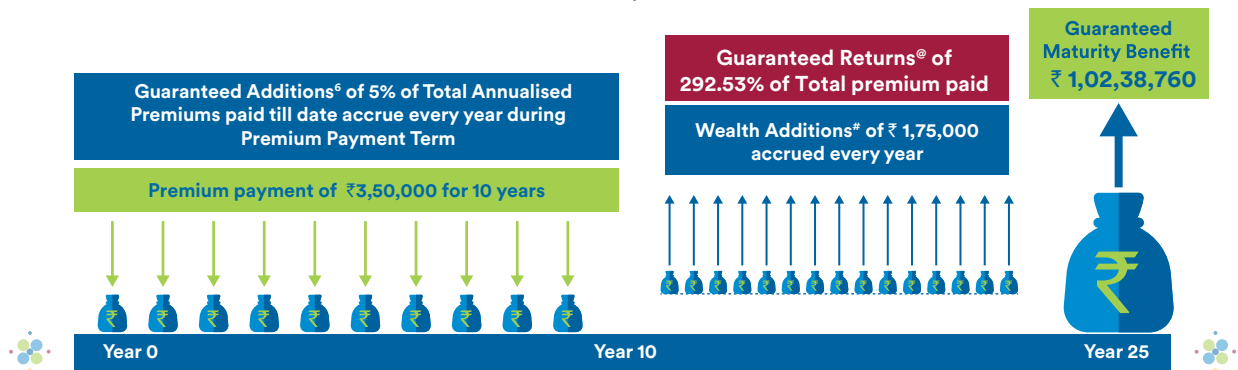 Guaranteed Additions⁶ of 5% of Total Annualised
Premiums paid till date accrue every year during
Premium Payment Term
Premium payment of ₹3,50,000 for 10 years
Guaranteed Returns@ of
292.53% of Total premium paid
Wealth Additions# of ₹ 1,75,000
accrued every year
Guaranteed
Maturity Benefit
₹ 1,02,38,760
₹ ₹ ₹ ₹ ₹ ₹ ₹ ₹ ₹ ₹
₹ ₹ ₹ ₹ ₹ ₹ ₹ ₹ ₹ ₹ ₹ ₹ ₹ ₹ ₹
₹
Year 0
Year 10
Year 25